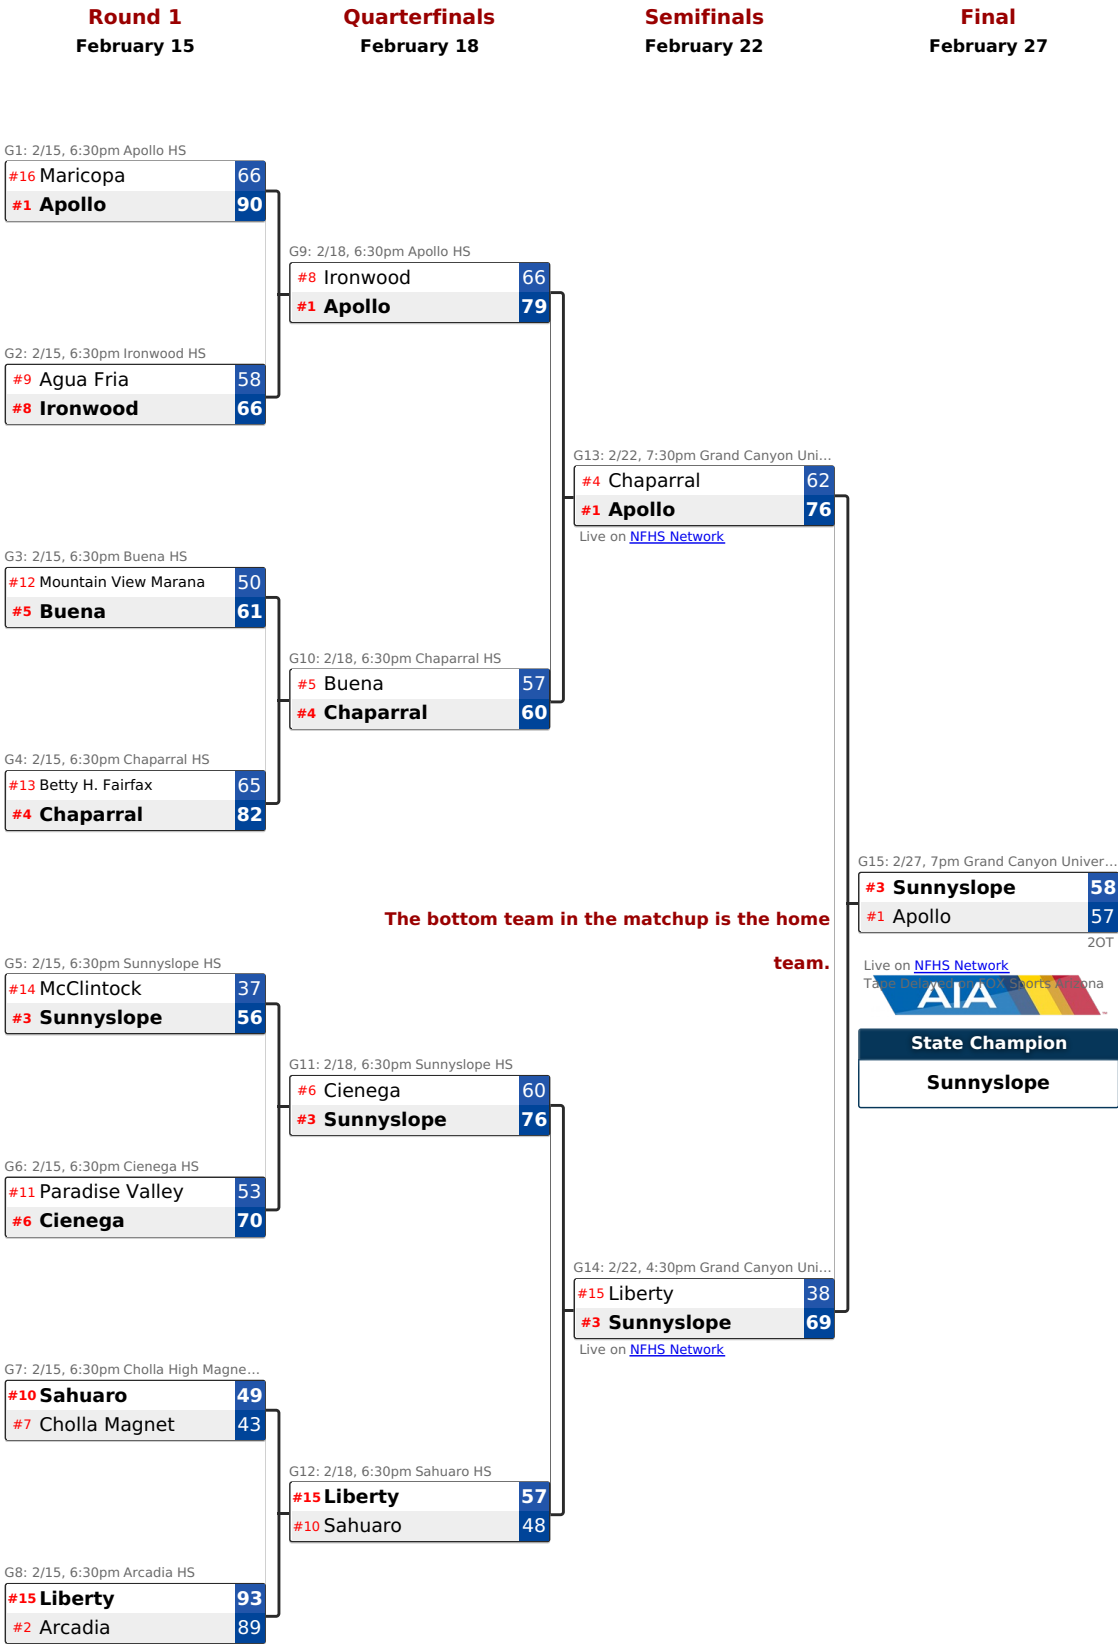 Round 1
February 15
Quarterfinals
February 18
Semifinals
February 22
Final
February 27
G1: 2/15, 6:30pm Apollo HS
#16 Maricopa 66
#1 Apollo 90
G2: 2/15, 6:30pm Ironwood HS
#9 Agua Fria 58
#8 Ironwood 66
G3: 2/15, 6:30pm Buena HS
#12 Mountain View Marana 50
#5 Buena 61
G4: 2/15, 6:30pm Chaparral HS
#13 Betty H. Fairfax 65
#4 Chaparral 82
G5: 2/15, 6:30pm Sunnyslope HS
#14 McClintock 37
#3 Sunnyslope 56
G6: 2/15, 6:30pm Cienega HS
#11 Paradise Valley 53
#6 Cienega 70
G7: 2/15, 6:30pm Cholla High Magne...
#10 Sahuaro 49
#7 Cholla Magnet 43
G8: 2/15, 6:30pm Arcadia HS
#15 Liberty 93
#2 Arcadia 89
G9: 2/18, 6:30pm Apollo HS
#8 Ironwood 66
#1 Apollo 79
G10: 2/18, 6:30pm Chaparral HS
#5 Buena 57
#4 Chaparral 60
G11: 2/18, 6:30pm Sunnyslope HS
#6 Cienega 60
#3 Sunnyslope 76
G12: 2/18, 6:30pm Sahuaro HS
#15 Liberty 57
#10 Sahuaro 48
G13: 2/22, 7:30pm Grand Canyon Uni...
#4 Chaparral 62
#1 Apollo 76
Live on NFHS Network
The bottom team in the matchup is the home
team.
G14: 2/22, 4:30pm Grand Canyon Uni...
#15 Liberty 38
#3 Sunnyslope 69
Live on NFHS Network
G15: 2/27, 7pm Grand Canyon Univer...
#3 Sunnyslope 58
#1 Apollo 57
2OT
Live on NFHS Network
Tape Delayed on FOX Sports Arizona
AIA
State Champion
Sunnyslope